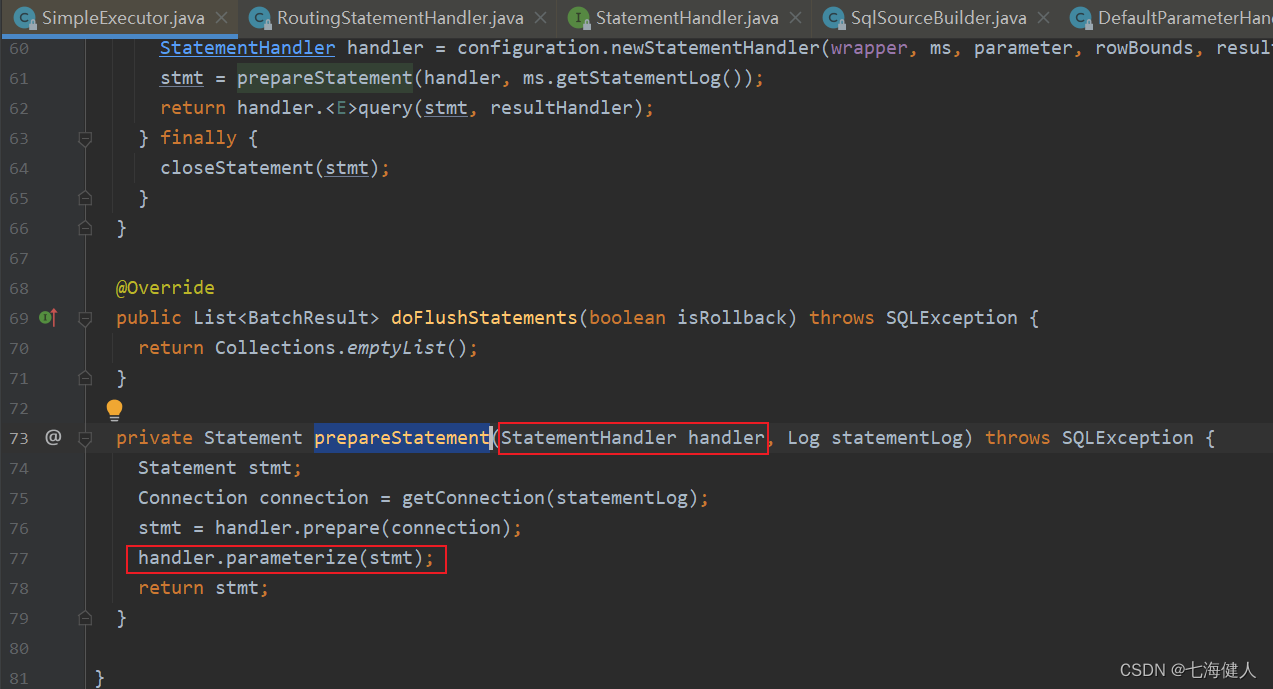 SimpleExecutor.java RoutingStatementHandler.java StatementHandler.java SqlSourceBuilder.java DefaultParameterHan
60 StatementHandler handler = configuration.newStatementHandler(wrapper, ms, parameter, rowBounds, resul
61 stmt = prepareStatement(handler, ms.getStatementLog());
62 return handler.<E>query(stmt, resultHandler);
63 } finally {
64 closeStatement(stmt);
65 }
66 }
67
68 @Override
69 public List<BatchResult> doFlushStatements(boolean isRollback) throws SQLException {
70 return Collections.emptyList();
71 }
72
73 @ private Statement prepareStatement(StatementHandler handler, Log statementLog) throws SQLException {
74 Statement stmt;
75 Connection connection = getConnection(statementLog);
76 stmt = handler.prepare(connection);
77 handler.parameterize(stmt);
78 return stmt;
79 }
80
81 }
CSDN @七海健人